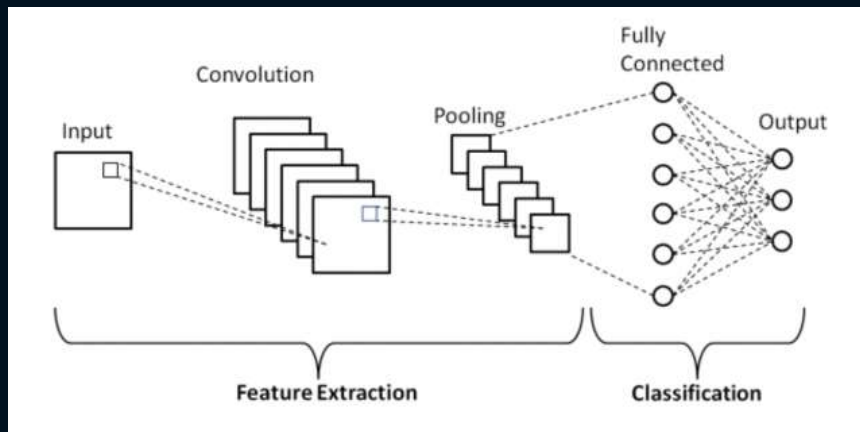 Input
Convolution
Pooling
Fully
Connected
Output
Feature Extraction
Classification